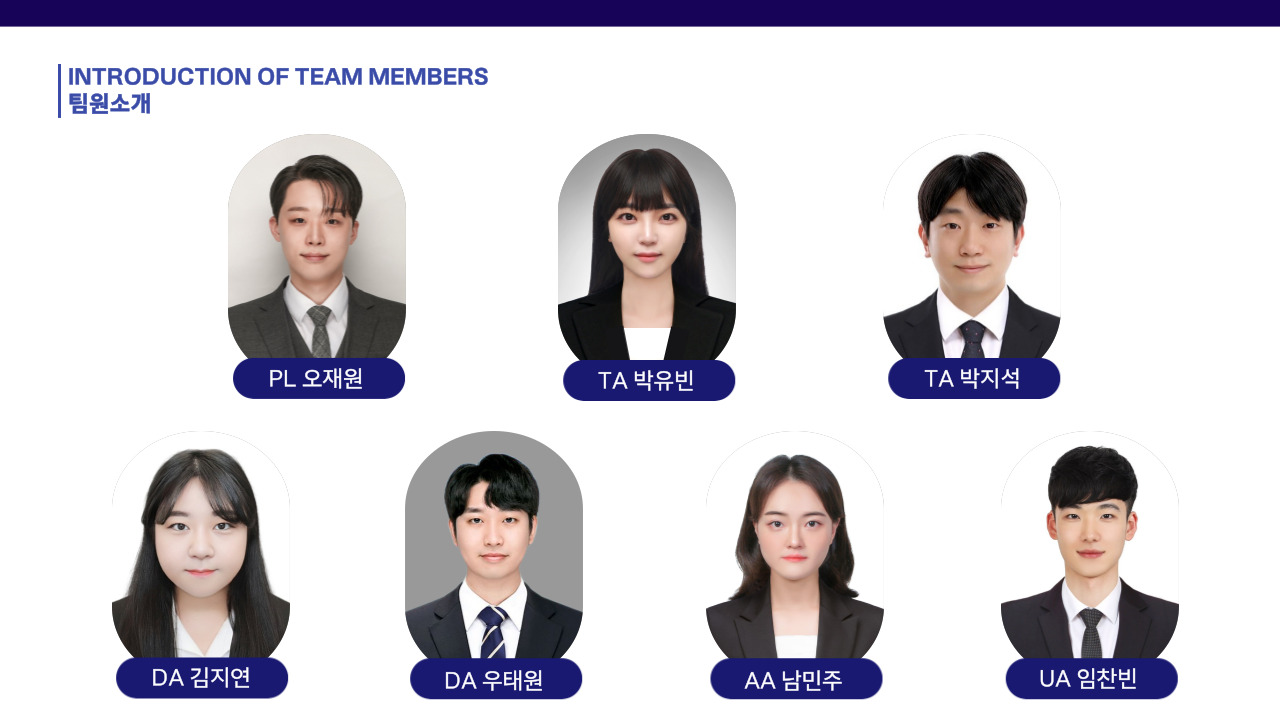 INTRODUCTION OF TEAM MEMBERS
팀원소개
PL 오재원
TA 박유빈
TA 박지석
DA 김지연
DA 우태원
AA 남민주
UA 임찬빈